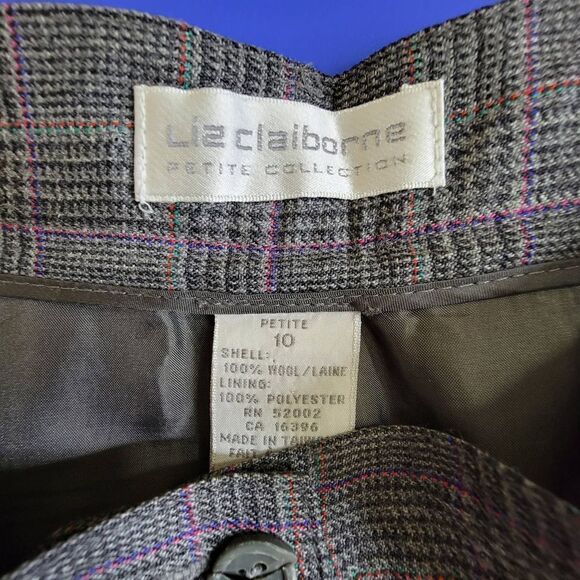 Liz claiborne
PETITE COLLECTION
PETITE
10
SHELL:
100% WOOL/LAINE
LINING:
100% POLYESTER
RN 52002
CA 16396
MADE IN
FAIT